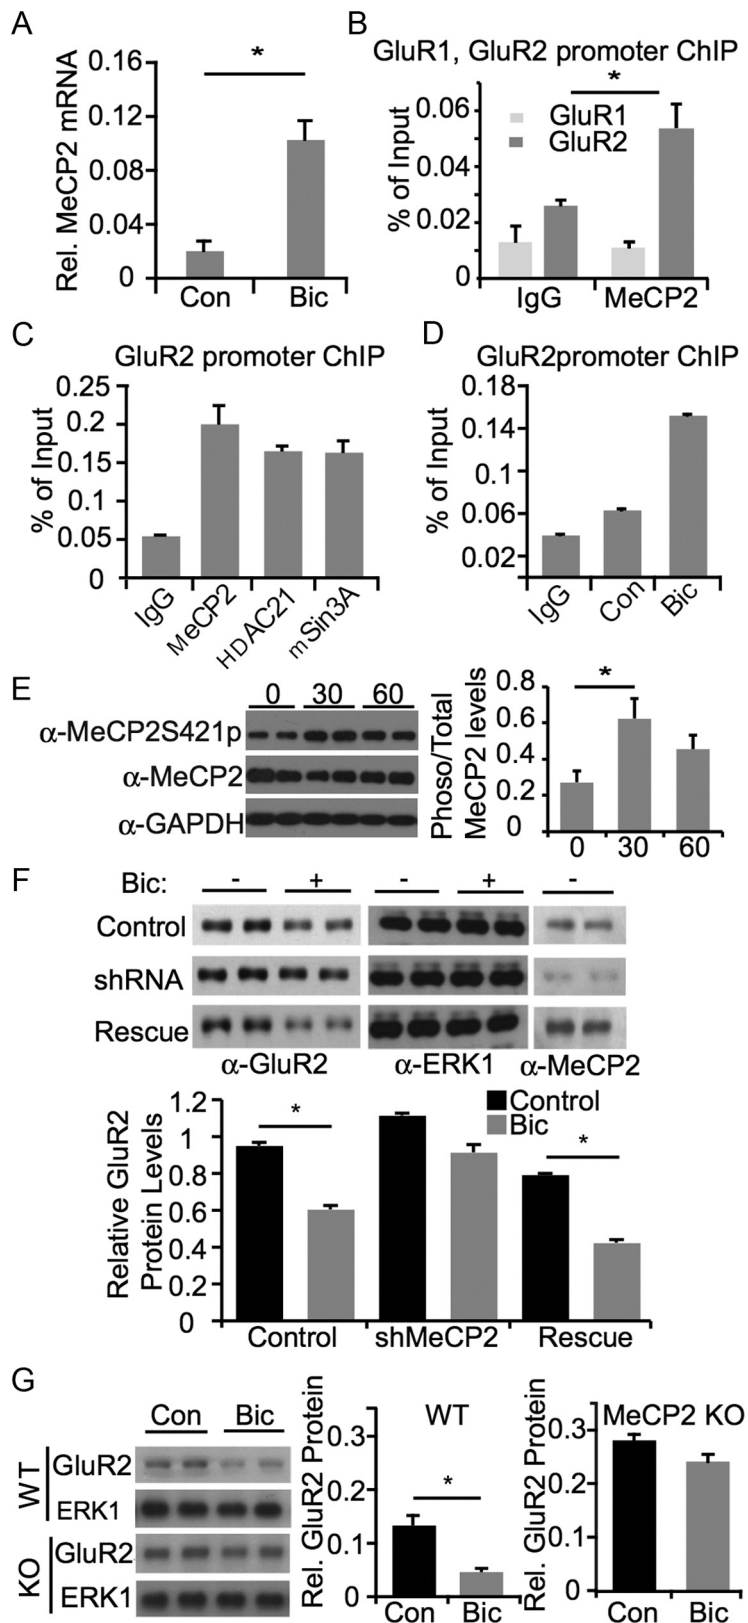 A
Rel. MeCP2 mRNA
0.16
0.12
0.08
0.04
0
*
Con Bic
B
GluR1, GluR2 promoter ChIP
% of Input
0.06
0.04
0.02
0
*
GluR1
GluR2
IgG MeCP2
C
GluR2 promoter ChIP
% of Input
0.25
0.2
0.15
0.1
0.05
0
IgG
MeCP2
HDAC21
mSin3A
D
GluR2promoter ChIP
% of Input
0.18
0.14
0.1
0.06
0.02
IgG
Con
Bic
E
0 30 60
α-MeCP2S421p
α-MeCP2
α-GAPDH
Phoso/Total
MeCP2 levels
0.8
0.6
0.4
0.2
0
*
0 30 60
F
Bic: - + - + -
Control
shRNA
Rescue
α-GluR2 α-ERK1 α-MeCP2
Relative GluR2
Protein Levels
1.2
1
0.8
0.6
0.4
0.2
0
*
Control
Bic
*
Control shMeCP2 Rescue
G
Con Bic
WT
GluR2
ERK1
KO
GluR2
ERK1
Rel. GluR2 Protein
WT
0.3
0.2
0.1
0
*
Con Bic
Rel. GluR2 Protein
MeCP2 KO
0.3
0.2
0.1
0
Con Bic